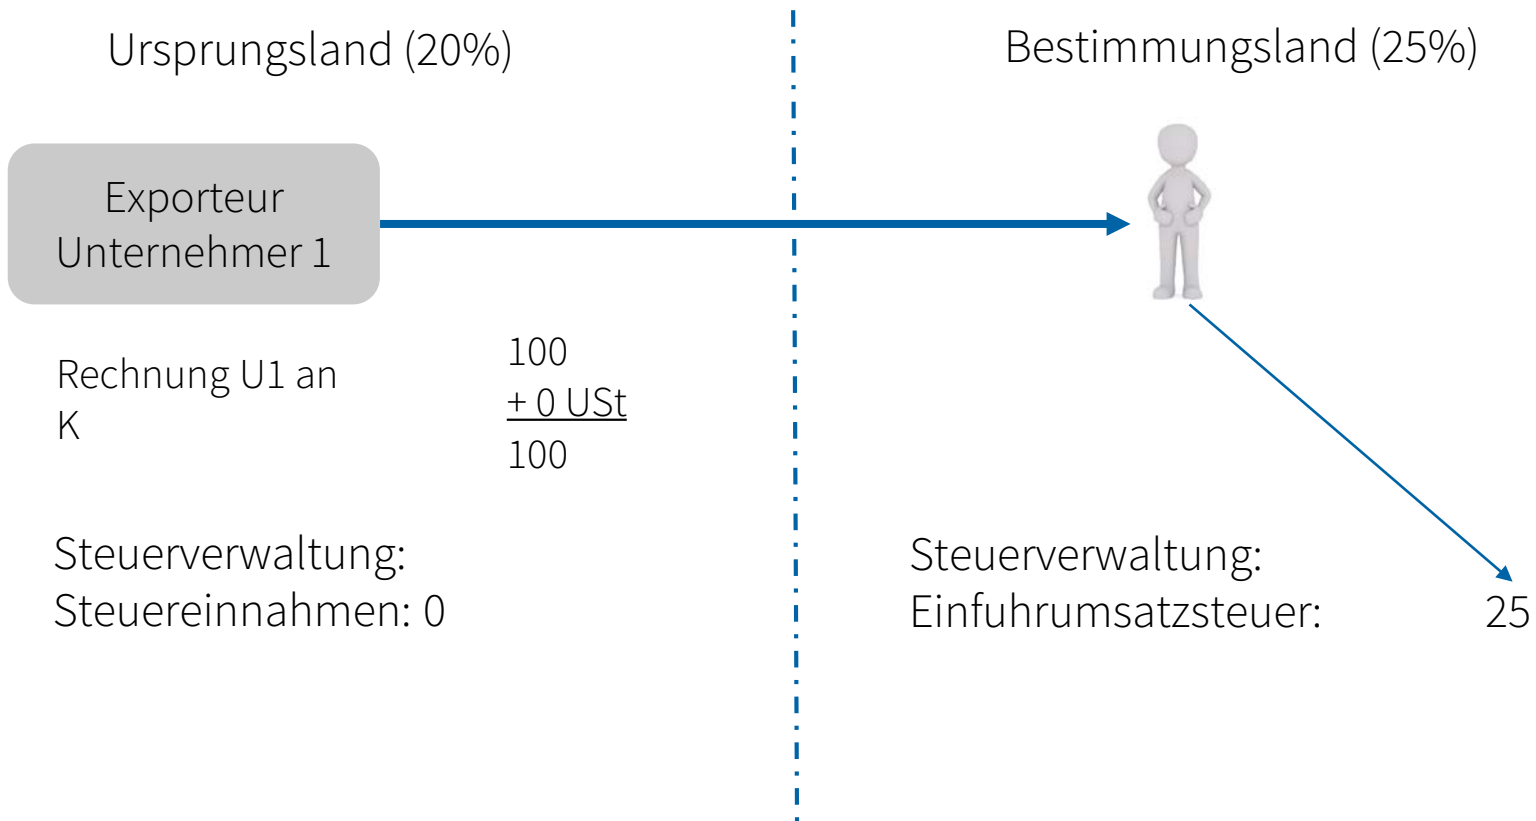 Ursprungsland (20%)
Bestimmungsland (25%)
Exporteur
Unternehmer 1
Rechnung U1 an
K
100
+ 0 USt
100
Steuerverwaltung:
Steuereinnahmen: 0
Steuerverwaltung:
Einfuhrumsatzsteuer: 25